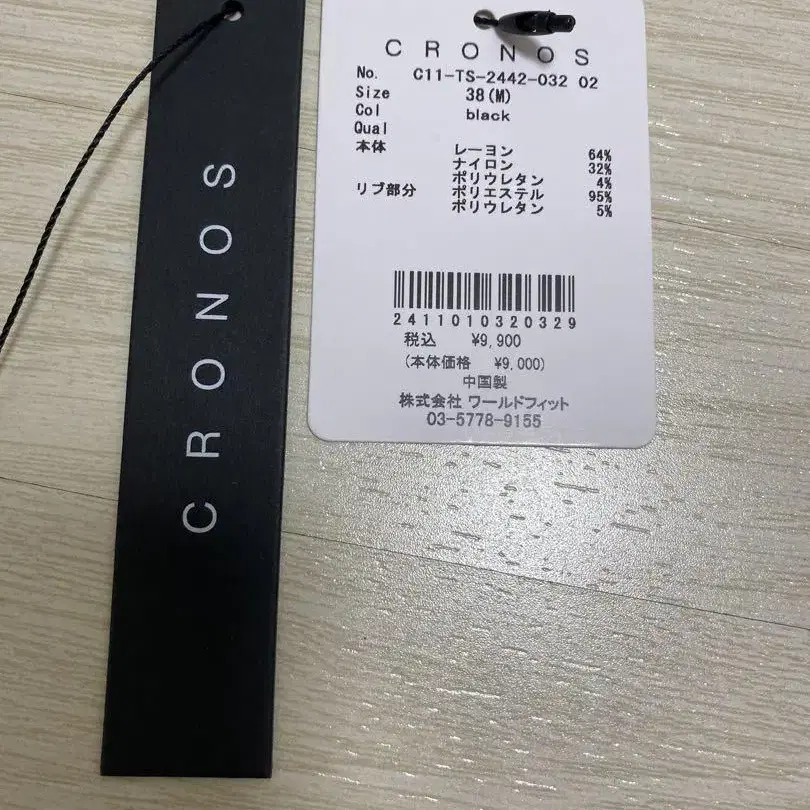 CRONOS
CRONOS
No. C11-TS-2442-032 02
Size 38(M)
Col black
Qual
本体 レーヨン 64%
ナイロン 32%
ポリウレタン 4%
リブ部分 ポリエステル 95%
ポリウレタン 5%
2411010320329
税込 ¥9,900
(本体価格 ¥9,000)
中国製
株式会社 ワールドフィット
03-5778-9155